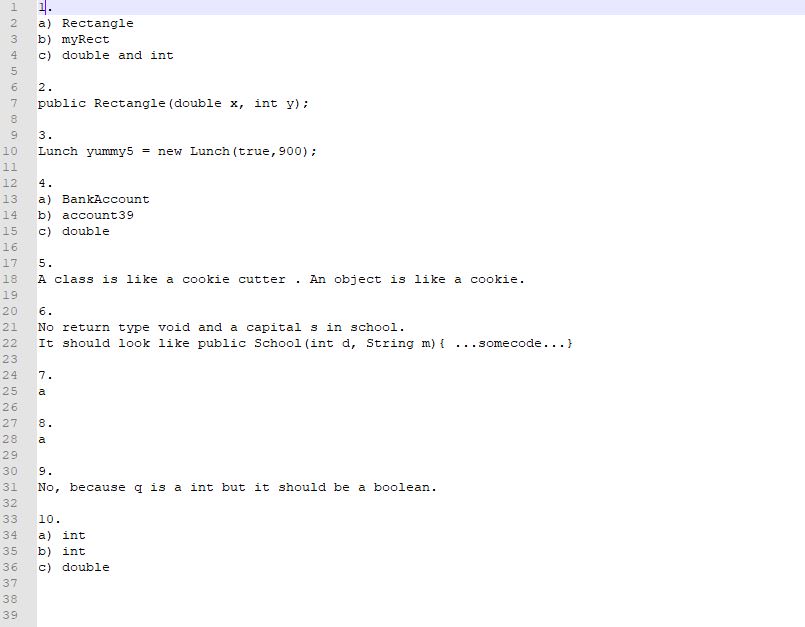 1 1.
2 a) Rectangle
3 b) myRect
4 c) double and int
5
6 2.
7 public Rectangle(double x, int y);
8
9 3.
10 Lunch yummy5 = new Lunch(true,900);
11
12 4.
13 a) BankAccount
14 b) account39
15 c) double
16
17 5.
18 A class is like a cookie cutter . An object is like a cookie.
19
20 6.
21 No return type void and a capital s in school.
22 It should look like public School(int d, String m){ ...somecode...}
23
24 7.
25 a
26
27 8.
28 a
29
30 9.
31 No, because q is a int but it should be a boolean.
32
33 10.
34 a) int
35 b) int
36 c) double
37
38
39